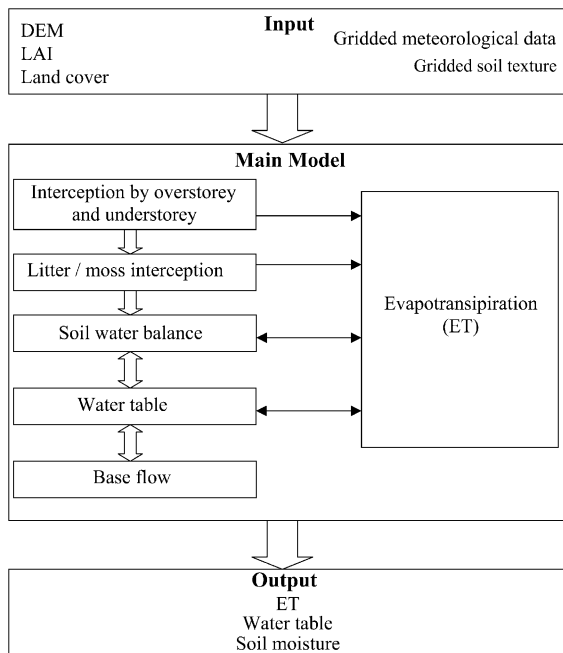 Input
DEM
LAI
Land cover
Gridded meteorological data
Gridded soil texture
Main Model
Interception by overstorey
and understorey
Litter / moss interception
Soil water balance
Water table
Base flow
Evapotransipiration
(ET)
Output
ET
Water table
Soil moisture